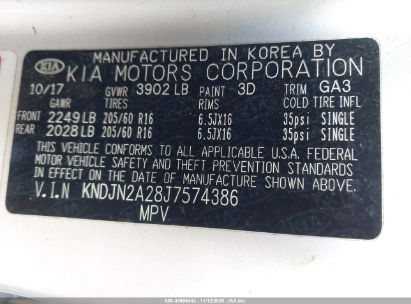 MANUFACTURED IN KOREA BY
KIA KIA MOTORS CORPORATION
10/17 GVWR 3902 LB PAINT 3D TRIM GA3
GAWR TIRES RIMS COLD TIRE INFL
FRONT 2249 LB 205/60 R16 6.5JX16 35psi SINGLE
REAR 2028 LB 205/60 R16 6.5JX16 35psi SINGLE
THIS VEHICLE CONFORMS TO ALL APPLICABLE U.S.A. FEDERAL
MOTOR VEHICLE SAFETY AND THEFT PREVENTION STANDARDS
IN EFFECT ON THE DATE OF MANUFACTURE SHOWN ABOVE.
V.I.N KNDJN2A28J7574386
MPV